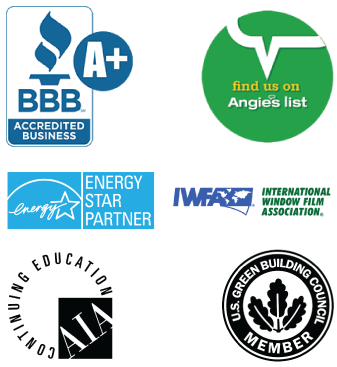 A+
BBB
ACCREDITED
BUSINESS
find us on
Angie's list
energy
ENERGY
STAR
PARTNER
IWFA
INTERNATIONAL
WINDOW FILM
ASSOCIATION®
CONTINUING EDUCATION
AIA
U.S. GREEN BUILDING COUNCIL
MEMBER